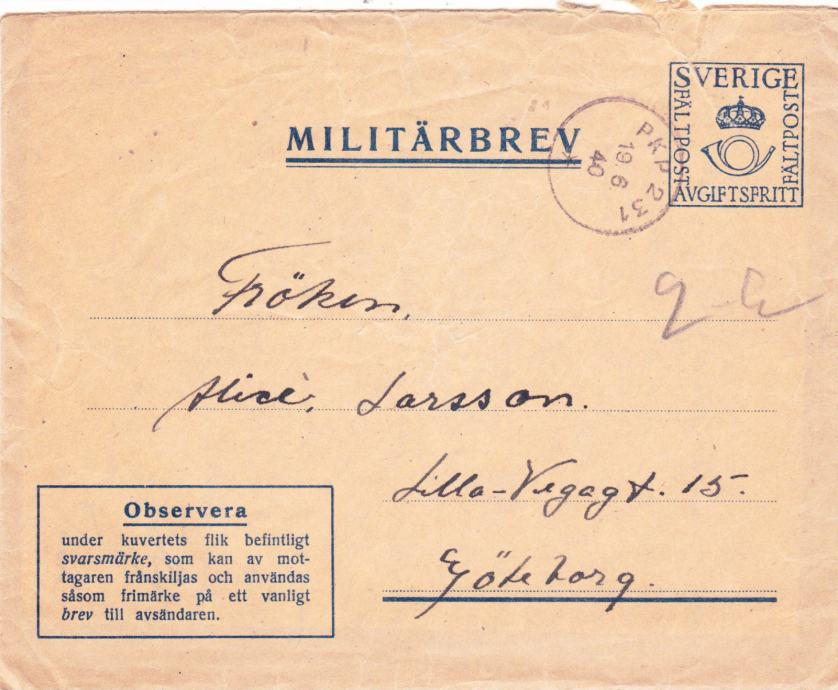 SVERIGE
FÄLTPOST
FÄLTPOST
AVGIFTSFRITT
MILITÄRBREV
PKP 231
19 6
40
Fröken.
Alice. Larsson.
Lilla-Vegagt. 15.
Göteborg.
Observera
under kuvertets flik befintligt
svarsmärke, som kan av mot-
tagaren frånskiljas och användas
såsom frimärke på ett vanligt
brev till avsändaren.